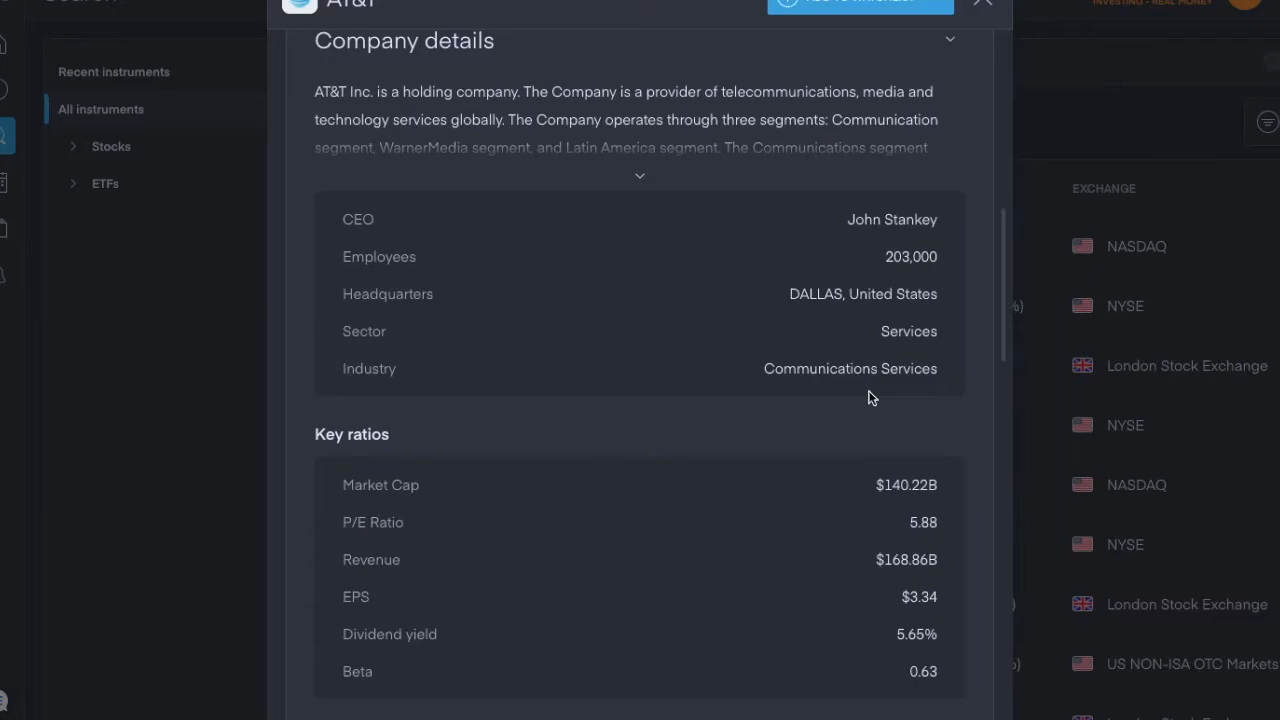 AT&T
INVESTING - REAL MONEY
Recent instruments
All instruments
Stocks
ETFs
Company details
AT&T Inc. is a holding company. The Company is a provider of telecommunications, media and
technology services globally. The Company operates through three segments: Communication
segment, WarnerMedia segment, and Latin America segment. The Communications segment
CEO John Stankey
Employees 203,000
Headquarters DALLAS, United States
Sector Services
Industry Communications Services
Key ratios
Market Cap $140.22B
P/E Ratio 5.88
Revenue $168.86B
EPS $3.34
Dividend yield 5.65%
Beta 0.63
EXCHANGE
NASDAQ
%) NYSE
London Stock Exchange
NYSE
NASDAQ
NYSE
) London Stock Exchange
) US NON-ISA OTC Markets